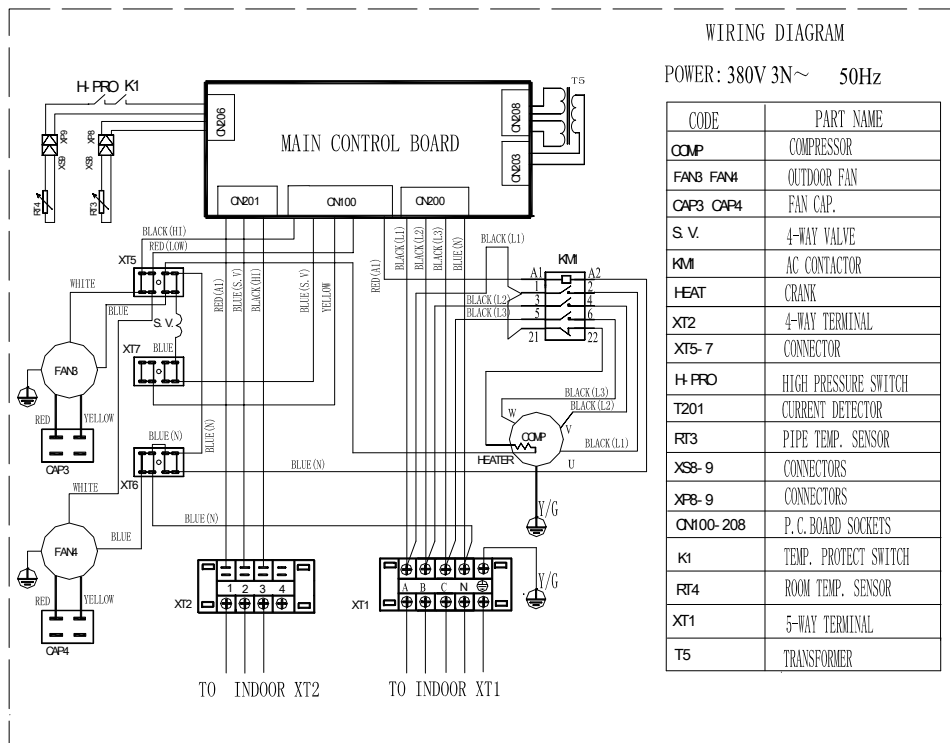 WIRING DIAGRAM
POWER: 380V 3N~ 50Hz
CODE PART NAME
COMP COMPRESSOR
FAN3 FAN4 OUTDOOR FAN
CAP3 CAP4 FAN CAP.
S. V. 4-WAY VALVE
KM1 AC CONTACTOR
HEAT CRANK
XT2 4-WAY TERMINAL
XT5-7 CONNECTOR
H-PRO HIGH PRESSURE SWITCH
T201 CURRENT DETECTOR
RT3 PIPE TEMP. SENSOR
XS8-9 CONNECTORS
XP8-9 CONNECTORS
CN100-208 P.C.BOARD SOCKETS
K1 TEMP. PROTECT SWITCH
RT4 ROOM TEMP. SENSOR
XT1 5-WAY TERMINAL
T5 TRANSFORMER
H-PRO K1
XP9
XS9
RT4
XP8
XS8
RT3
CN206
MAIN CONTROL BOARD
CN208
CN203
T5
CN201
CN100
CN200
BLACK(HI)
RED(LOW)
RED(A1)
BLUE(S.V)
BLACK(HI)
BLUE(S.V)
YELLOW
RED(A1)
BLACK(L1)
BLACK(L2)
BLACK(L3)
BLUE(N)
BLACK(L1)
BLACK(L2)
BLACK(L3)
KM1
A1 A2
1 2
3 4
5 6
21 22
XT5
WHITE
BLUE
S. V.
XT7
BLUE
FAN3
RED
YELLOW
CAP3
BLUE(N)
BLUE(N)
XT6
WHITE
BLUE(N)
BLUE(N)
BLUE
FAN4
RED
YELLOW
CAP4
BLACK(L3)
BLACK(L2)
BLACK(L1)
W
V
U
COMP
HEATER
Y/G
Y/G
XT2
1 2 3 4
XT1
A B C N
TO INDOOR XT2
TO INDOOR XT1